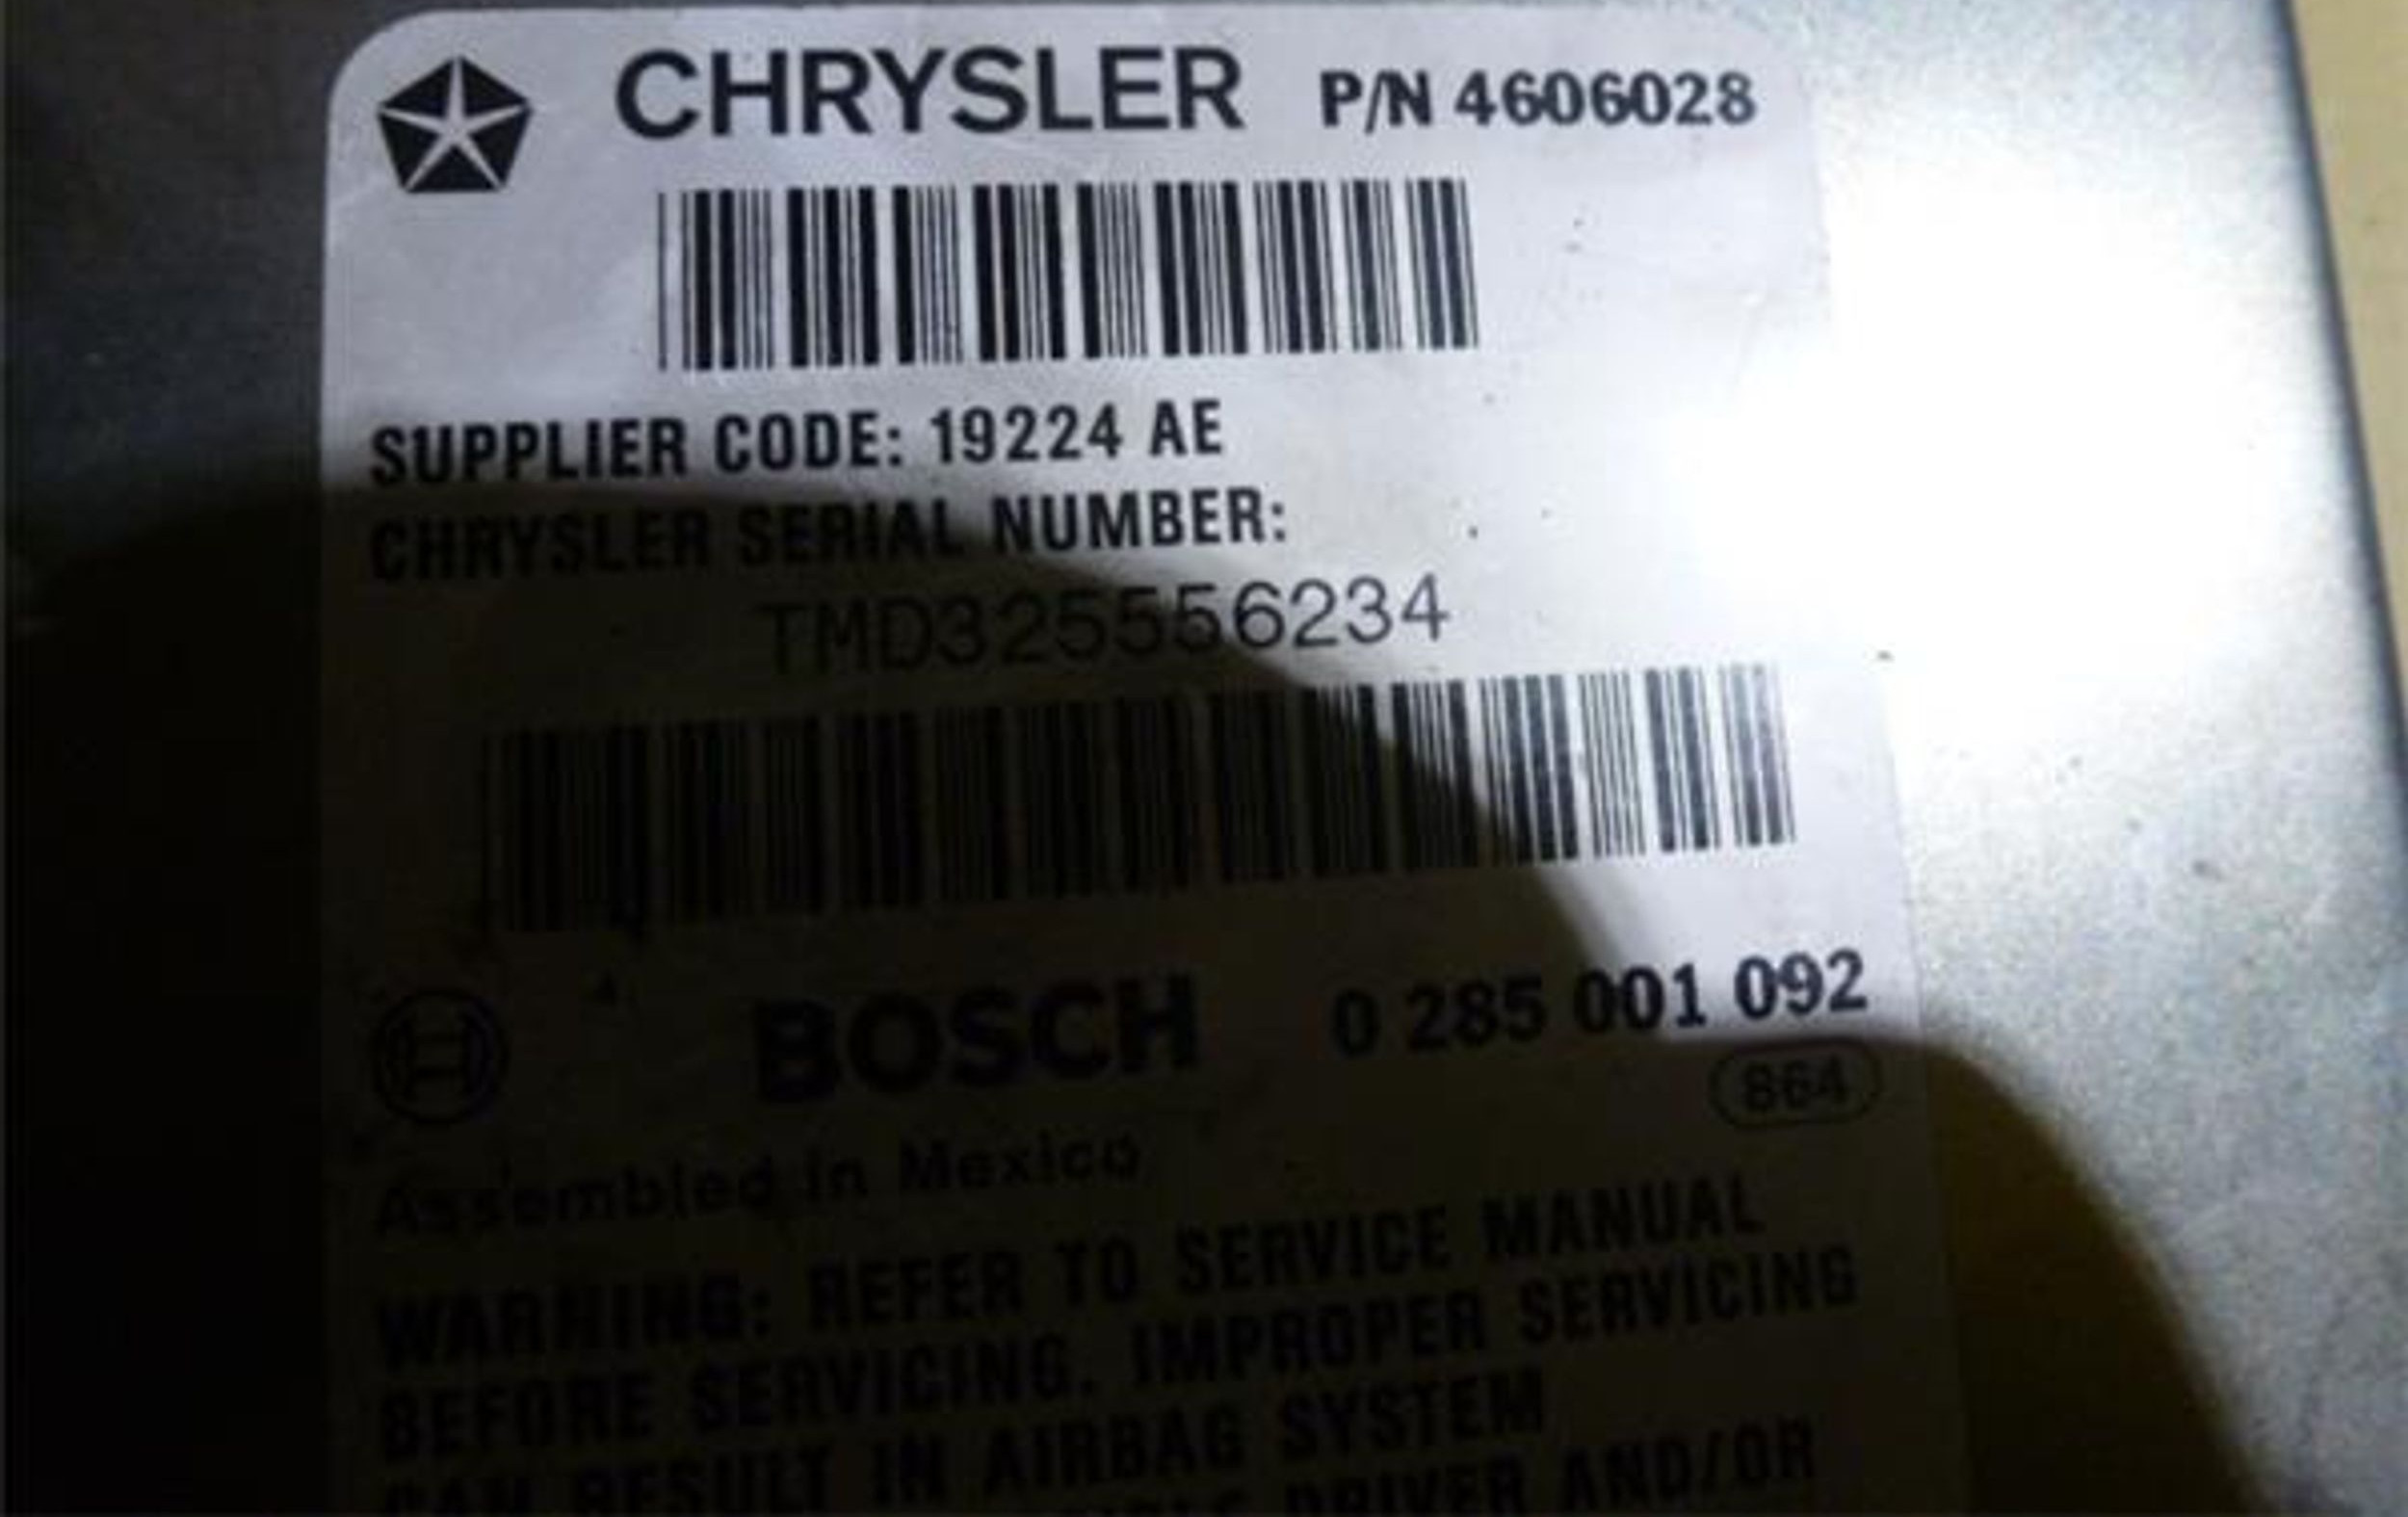 CHRYSLER P/N 4606028
SUPPLIER CODE: 19224 AE
CHRYSLER SERIAL NUMBER:
TMD325556234
BOSCH 0 285 001 092
864
Assembled in Mexico
WARNING: REFER TO SERVICE MANUAL
BEFORE SERVICING. IMPROPER SERVICING
CAN RESULT IN AIRBAG SYSTEM
DRIVER AND/OR